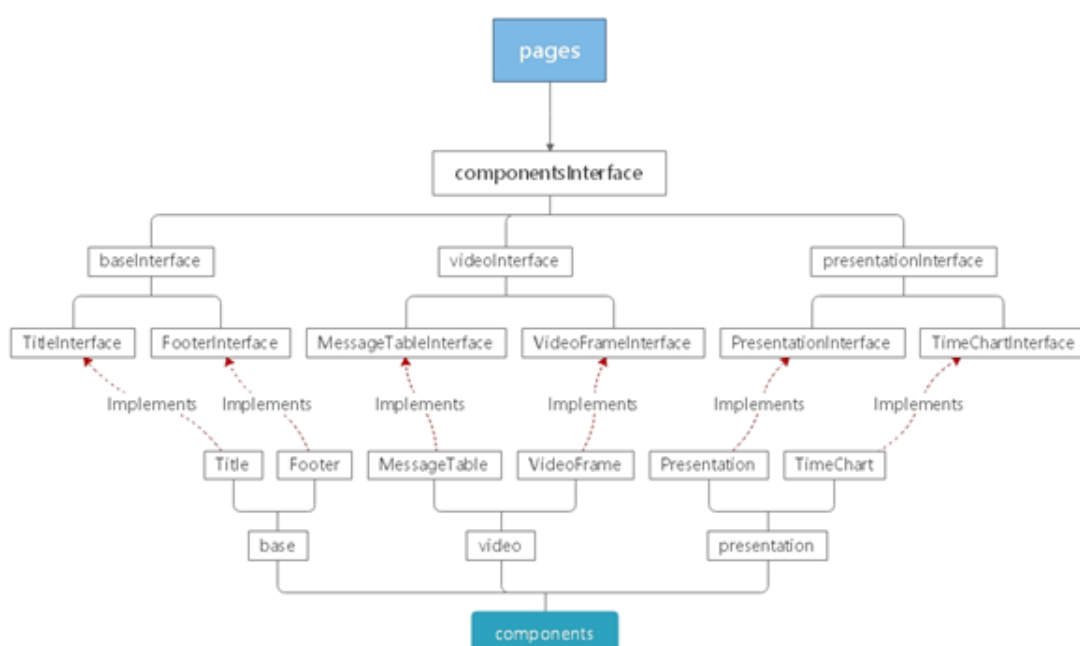 pages
componentsInterface
baseInterface
videoInterface
presentationInterface
TitleInterface
FooterInterface
MessageTableInterface
VideoFrameInterface
PresentationInterface
TimeChartInterface
Implements
Implements
Implements
Implements
Implements
Implements
Title
Footer
MessageTable
VideoFrame
Presentation
TimeChart
base
video
presentation
components